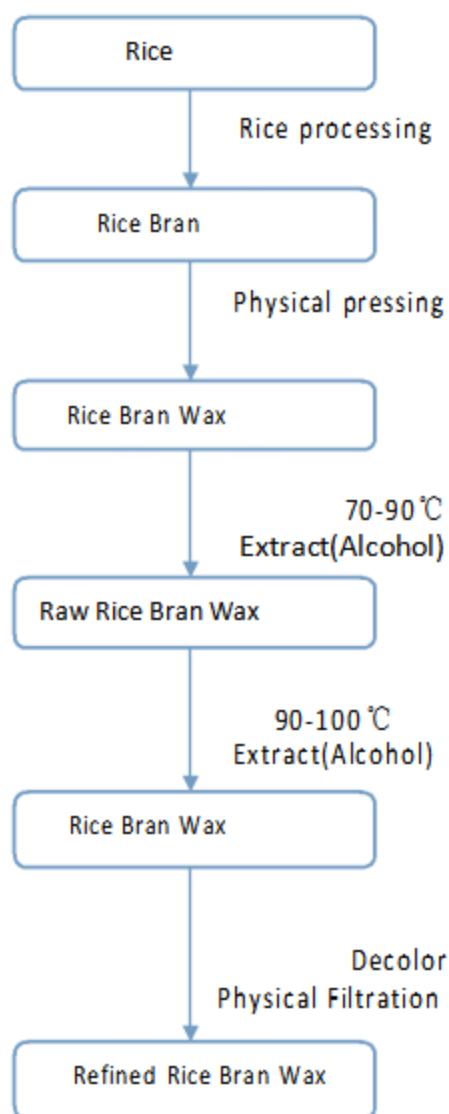 Rice
Rice processing
Rice Bran
Physical pressing
Rice Bran Wax
70-90℃
Extract(Alcohol)
Raw Rice Bran Wax
90-100℃
Extract(Alcohol)
Rice Bran Wax
Decolor
Physical Filtration
Refined Rice Bran Wax